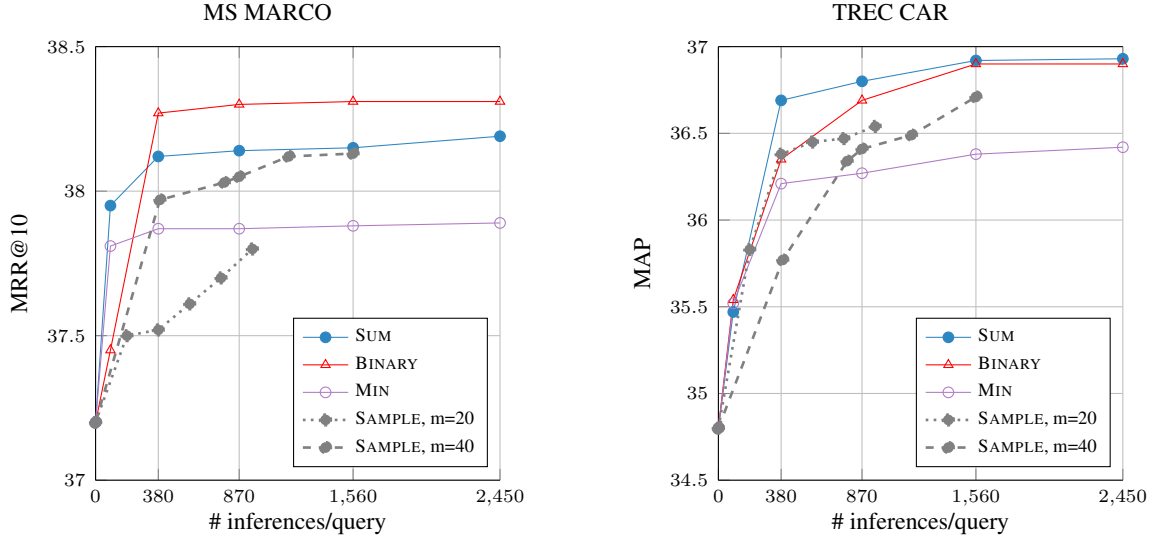 MS MARCO
38.5
38
37.5
37
MRR@10
0
380
870
1,560
2,450
# inferences/query
SUM
BINARY
MIN
SAMPLE, m=20
SAMPLE, m=40
TREC CAR
37
36.5
36
35.5
35
34.5
MAP
0
380
870
1,560
2,450
# inferences/query
SUM
BINARY
MIN
SAMPLE, m=20
SAMPLE, m=40